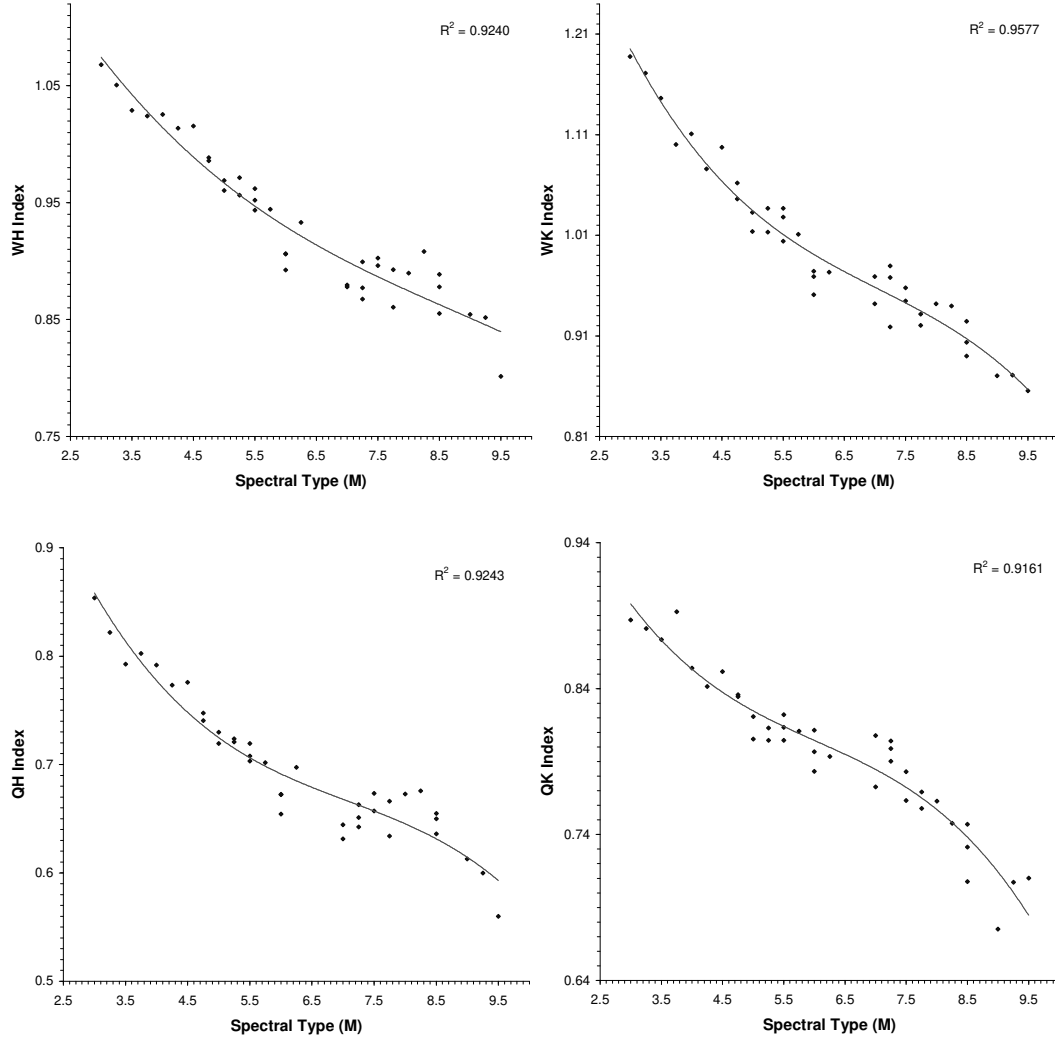 R² = 0.9240
WH Index
1.05
0.95
0.85
0.75
2.5 3.5 4.5 5.5 6.5 7.5 8.5 9.5
Spectral Type (M)
R² = 0.9577
WK Index
1.21
1.11
1.01
0.91
0.81
2.5 3.5 4.5 5.5 6.5 7.5 8.5 9.5
Spectral Type (M)
R² = 0.9243
QH Index
0.9
0.8
0.7
0.6
0.5
2.5 3.5 4.5 5.5 6.5 7.5 8.5 9.5
Spectral Type (M)
R² = 0.9161
QK Index
0.94
0.84
0.74
0.64
2.5 3.5 4.5 5.5 6.5 7.5 8.5 9.5
Spectral Type (M)